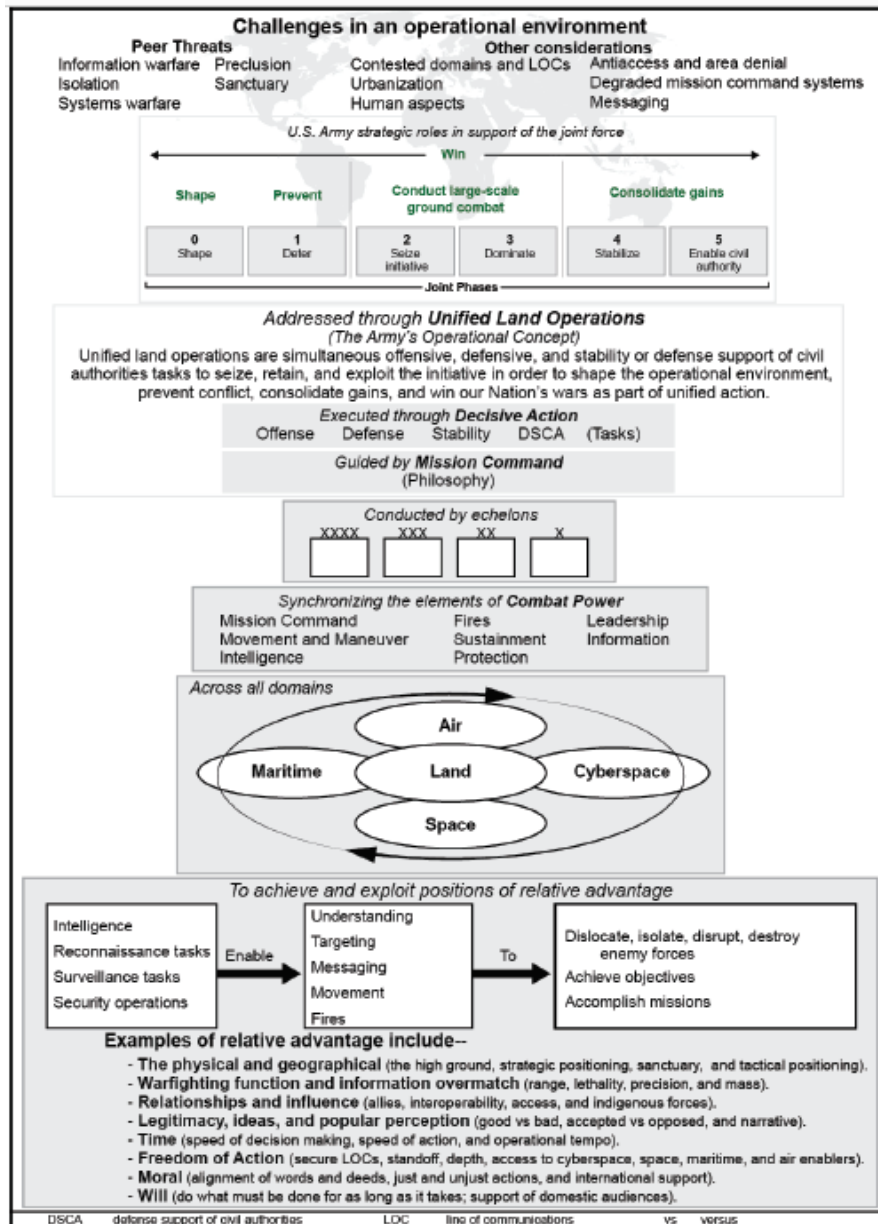 Challenges in an operational environment
Peer Threats
Information warfare Preclusion
Isolation Sanctuary
Systems warfare
Other considerations
Contested domains and LOCs Antiaccess and area denial
Urbanization Degraded mission command systems
Human aspects Messaging
U.S. Army strategic roles in support of the joint force
Win
Shape Prevent Conduct large-scale ground combat Consolidate gains
0 Shape
1 Deter
2 Seize initiative
3 Dominate
4 Stabilize
5 Enable civil authority
Joint Phases
Addressed through Unified Land Operations
(The Army's Operational Concept)
Unified land operations are simultaneous offensive, defensive, and stability or defense support of civil
authorities tasks to seize, retain, and exploit the initiative in order to shape the operational environment,
prevent conflict, consolidate gains, and win our Nation's wars as part of unified action.
Executed through Decisive Action
Offense Defense Stability DSCA (Tasks)
Guided by Mission Command
(Philosophy)
Conducted by echelons
XXXX XXX XX X
Synchronizing the elements of Combat Power
Mission Command Fires Leadership
Movement and Maneuver Sustainment Information
Intelligence Protection
Across all domains
Air
Maritime Land Cyberspace
Space
To achieve and exploit positions of relative advantage
Intelligence
Reconnaissance tasks
Surveillance tasks
Security operations
Enable
Understanding
Targeting
Messaging
Movement
Fires
To
Dislocate, isolate, disrupt, destroy
enemy forces
Achieve objectives
Accomplish missions
Examples of relative advantage include--
- The physical and geographical (the high ground, strategic positioning, sanctuary, and tactical positioning).
- Warfighting function and information overmatch (range, lethality, precision, and mass).
- Relationships and influence (allies, interoperability, access, and indigenous forces).
- Legitimacy, ideas, and popular perception (good vs bad, accepted vs opposed, and narrative).
- Time (speed of decision making, speed of action, and operational tempo).
- Freedom of Action (secure LOCs, standoff, depth, access to cyberspace, space, maritime, and air enablers).
- Moral (alignment of words and deeds, just and unjust actions, and international support).
- Will (do what must be done for as long as it takes; support of domestic audiences).
DSCA defense support of civil authorities LOC line of communications vs versus